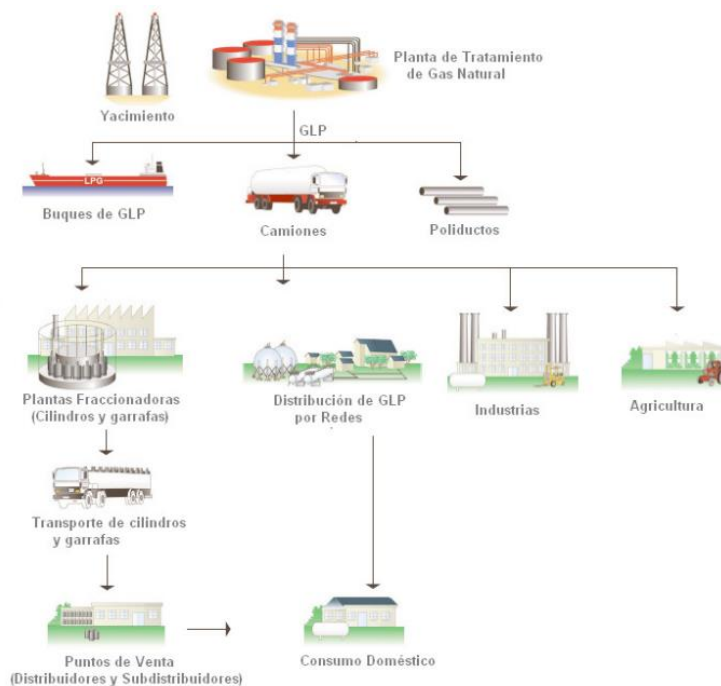 Planta de Tratamiento
de Gas Natural
Yacimiento
GLP
LPG
Buques de GLP
Camiones
Poliductos
Plantas Fraccionadoras
(Cilindros y garrafas)
Distribución de GLP
por Redes
Industrias
Agricultura
Transporte de cilindros
y garrafas
Puntos de Venta
(Distribuidores y Subdistribuidores)
Consumo Doméstico